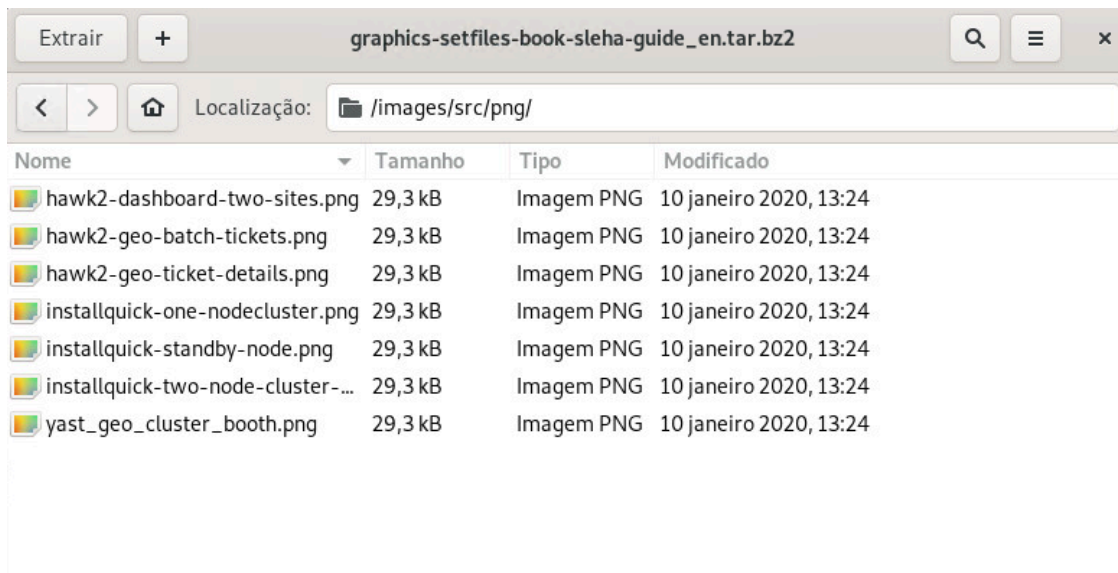 Extrair + graphics-setfiles-book-sleha-guide_en.tar.bz2
Localização: /images/src/png/
Nome Tamanho Tipo Modificado
hawk2-dashboard-two-sites.png 29,3 kB Imagem PNG 10 janeiro 2020, 13:24
hawk2-geo-batch-tickets.png 29,3 kB Imagem PNG 10 janeiro 2020, 13:24
hawk2-geo-ticket-details.png 29,3 kB Imagem PNG 10 janeiro 2020, 13:24
installquick-one-nodecluster.png 29,3 kB Imagem PNG 10 janeiro 2020, 13:24
installquick-standby-node.png 29,3 kB Imagem PNG 10 janeiro 2020, 13:24
installquick-two-node-cluster-... 29,3 kB Imagem PNG 10 janeiro 2020, 13:24
yast_geo_cluster_booth.png 29,3 kB Imagem PNG 10 janeiro 2020, 13:24